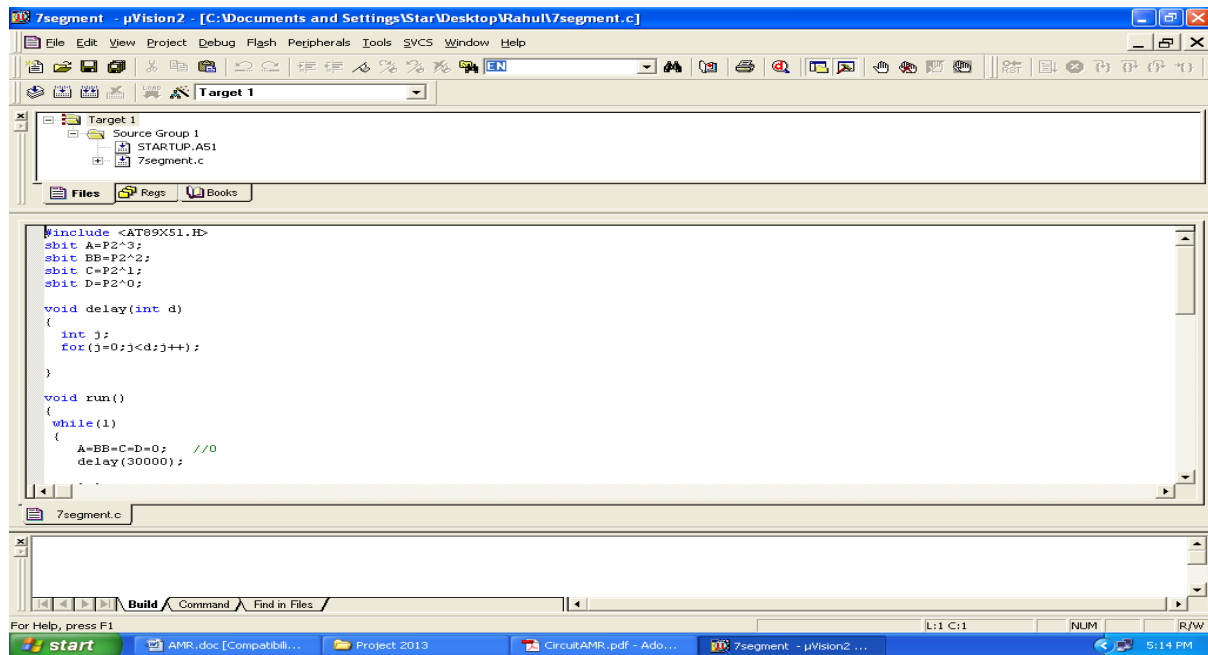 7segment - µVision2 - [C:\Documents and Settings\Star\Desktop\Rahul\7segment.c]
File Edit View Project Debug Flash Peripherals Tools SVCS Window Help
EN
Target 1
Target 1
Source Group 1
STARTUP.A51
7segment.c
Files Regs Books
#include <AT89X51.H>
sbit A=P2^3;
sbit BB=P2^2;
sbit C=P2^1;
sbit D=P2^0;
void delay(int d)
{
int j;
for(j=0;j<d;j++);
}
void run()
{
while(1)
{
A=BB=C=D=0; //0
delay(30000);
7segment.c
Build Command Find in Files
For Help, press F1 L:1 C:1 NUM R/W
start AMR.doc [Compatibili... Project 2013 CircuitAMR.pdf - Ado... 7segment - µVision2 ... 5:14 PM